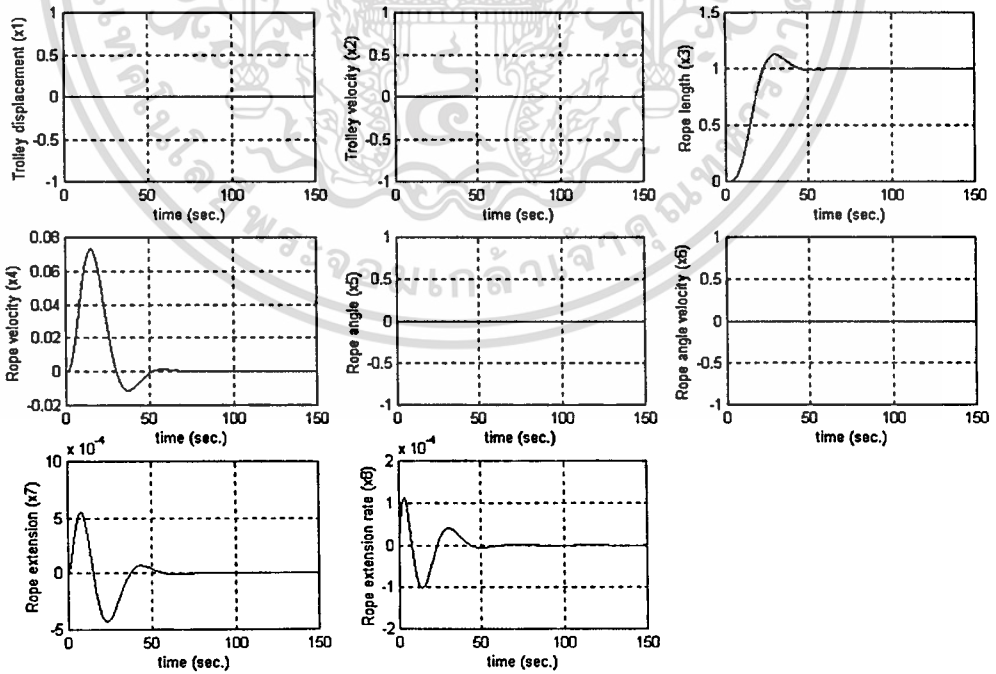 Trolley displacement (x1)
1
0.5
0
-0.5
-1
0 50 100 150
time (sec.)
Trolley velocity (x2)
1
0.5
0
-0.5
-1
0 50 100 150
time (sec.)
Rope length (x3)
1.5
1
0.5
0
0 50 100 150
time (sec.)
Rope velocity (x4)
0.08
0.06
0.04
0.02
0
-0.02
0 50 100 150
time (sec.)
Rope angle (x5)
1
0.5
0
-0.5
-1
0 50 100 150
time (sec.)
Rope angle velocity (x6)
1
0.5
0
-0.5
-1
0 50 100 150
time (sec.)
Rope extension (x7)
x 10⁻⁴
10
5
0
-5
0 50 100 150
time (sec.)
Rope extension rate (x8)
x 10⁻⁴
2
1
0
-1
-2
0 50 100 150
time (sec.)